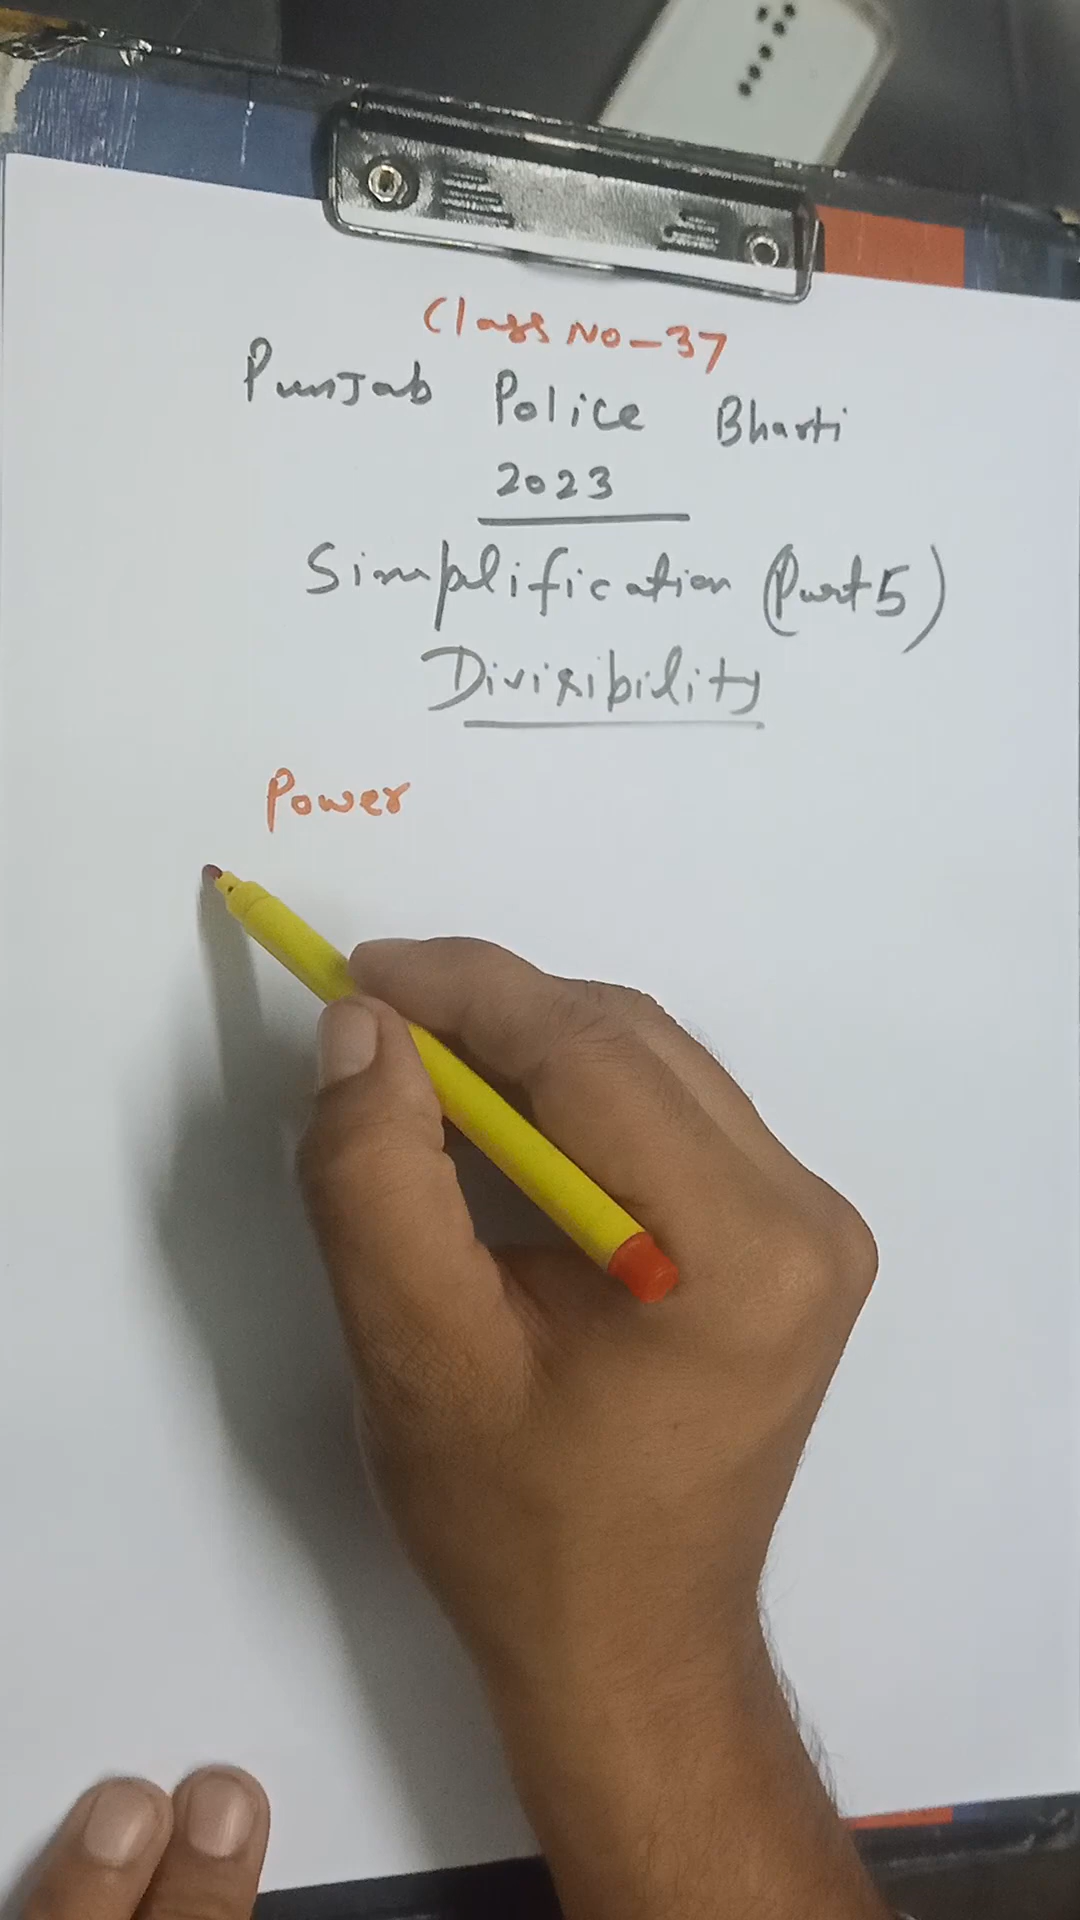 Class No-37
Punjab Police Bharti
2023
Simplification (Part 5)
Divisibility
Power